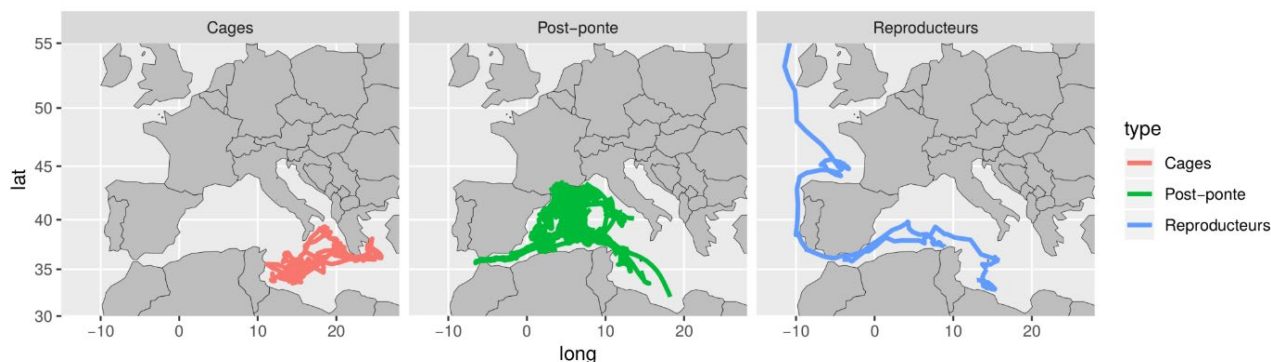 Cages Post−ponte Reproducteurs
55
50
45
40
35
30
lat
−10 0 10 20 −10 0 10 20 −10 0 10 20
long
type
Cages
Post−ponte
Reproducteurs